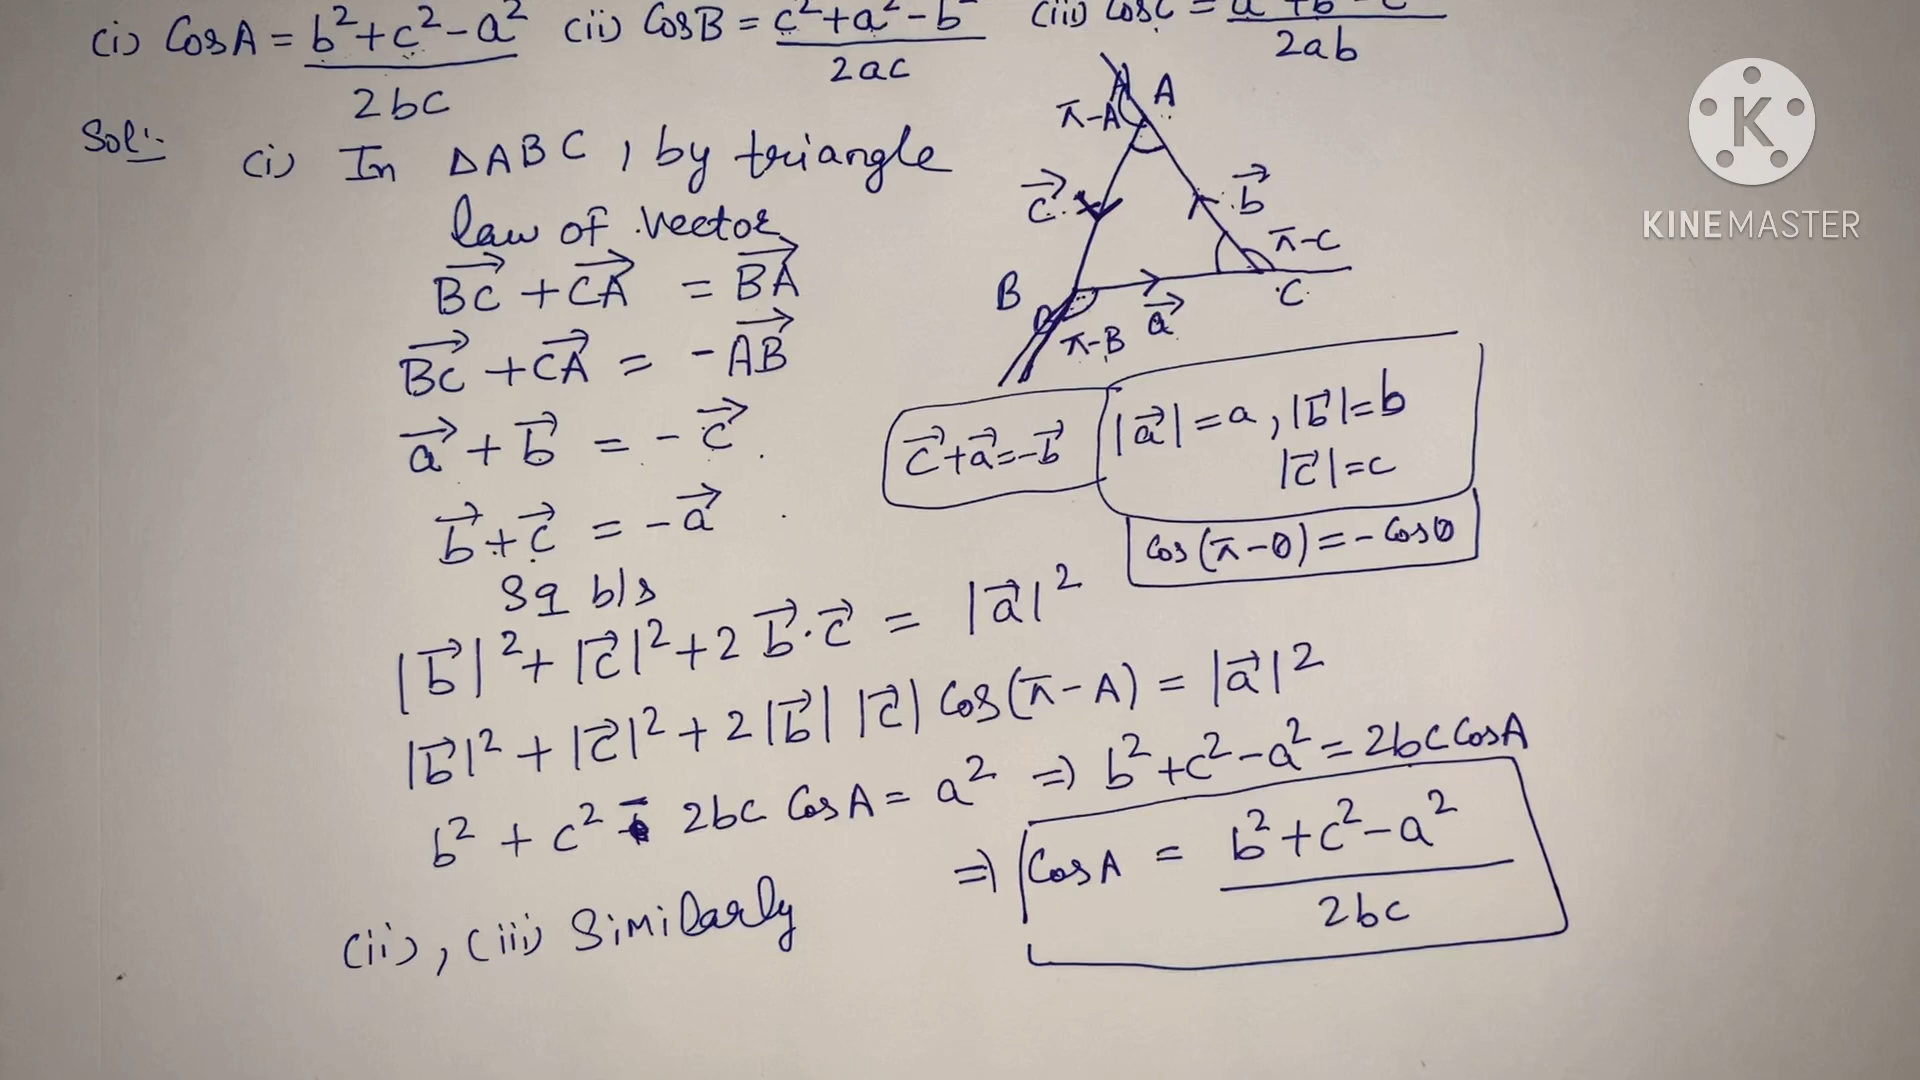 (i) CosA = b²+c²-a² / 2bc (ii) CosB = c²+a²-b² / 2ac (iii) CosC = a²+b²-c² / 2ab
Sol:-
(i) In △ABC, by triangle
law of vector
BC→ + CA→ = BA→
BC→ + CA→ = -AB→
a→ + b→ = -c→
b→ + c→ = -a→
Sq b/s
|b→|² + |c→|² + 2 b→.c→ = |a→|²
|b→|² + |c→|² + 2|b→| |c→| Cos(π-A) = |a→|²
b² + c² - 2bc CosA = a² ⇒ b²+c²-a² = 2bc CosA
⇒ CosA = b²+c²-a² / 2bc
(ii), (iii) Similarly
A
π-A
c→
b→
π-C
B
C
π-B
a→
c→+a→=-b→
|a→|=a, |b→|=b
|c→|=c
Cos(π-θ)=-Cosθ
K
KINEMASTER